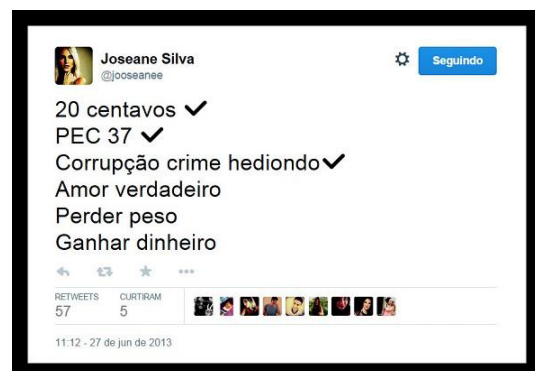 Joseane Silva
@jooseanee
Seguindo
20 centavos ✔
PEC 37 ✔
Corrupção crime hediondo✔
Amor verdadeiro
Perder peso
Ganhar dinheiro
RETWEETS
57
CURTIRAM
5
11:12 - 27 de jun de 2013